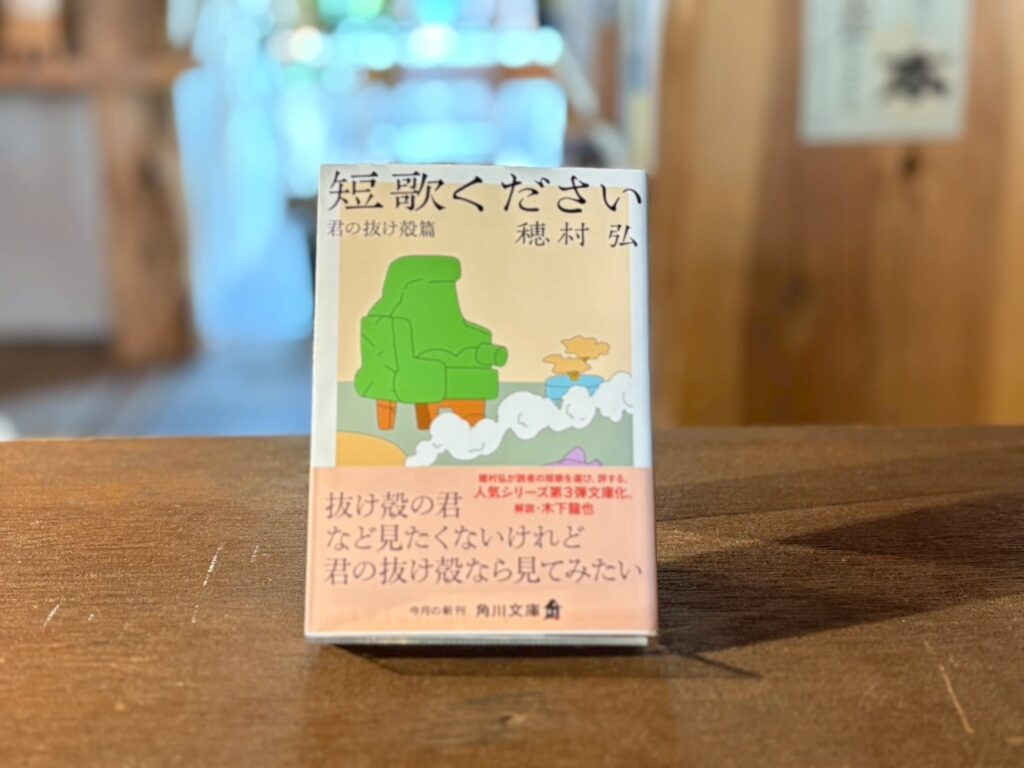 短歌ください
君の抜け殻篇
穂村 弘
穂村弘が読者の短歌を選び、評する。
人気シリーズ第3弾文庫化。
解説・木下龍也
抜け殻の君
など見たくないけれど
君の抜け殻なら見てみたい
今月の新刊 角川文庫
本